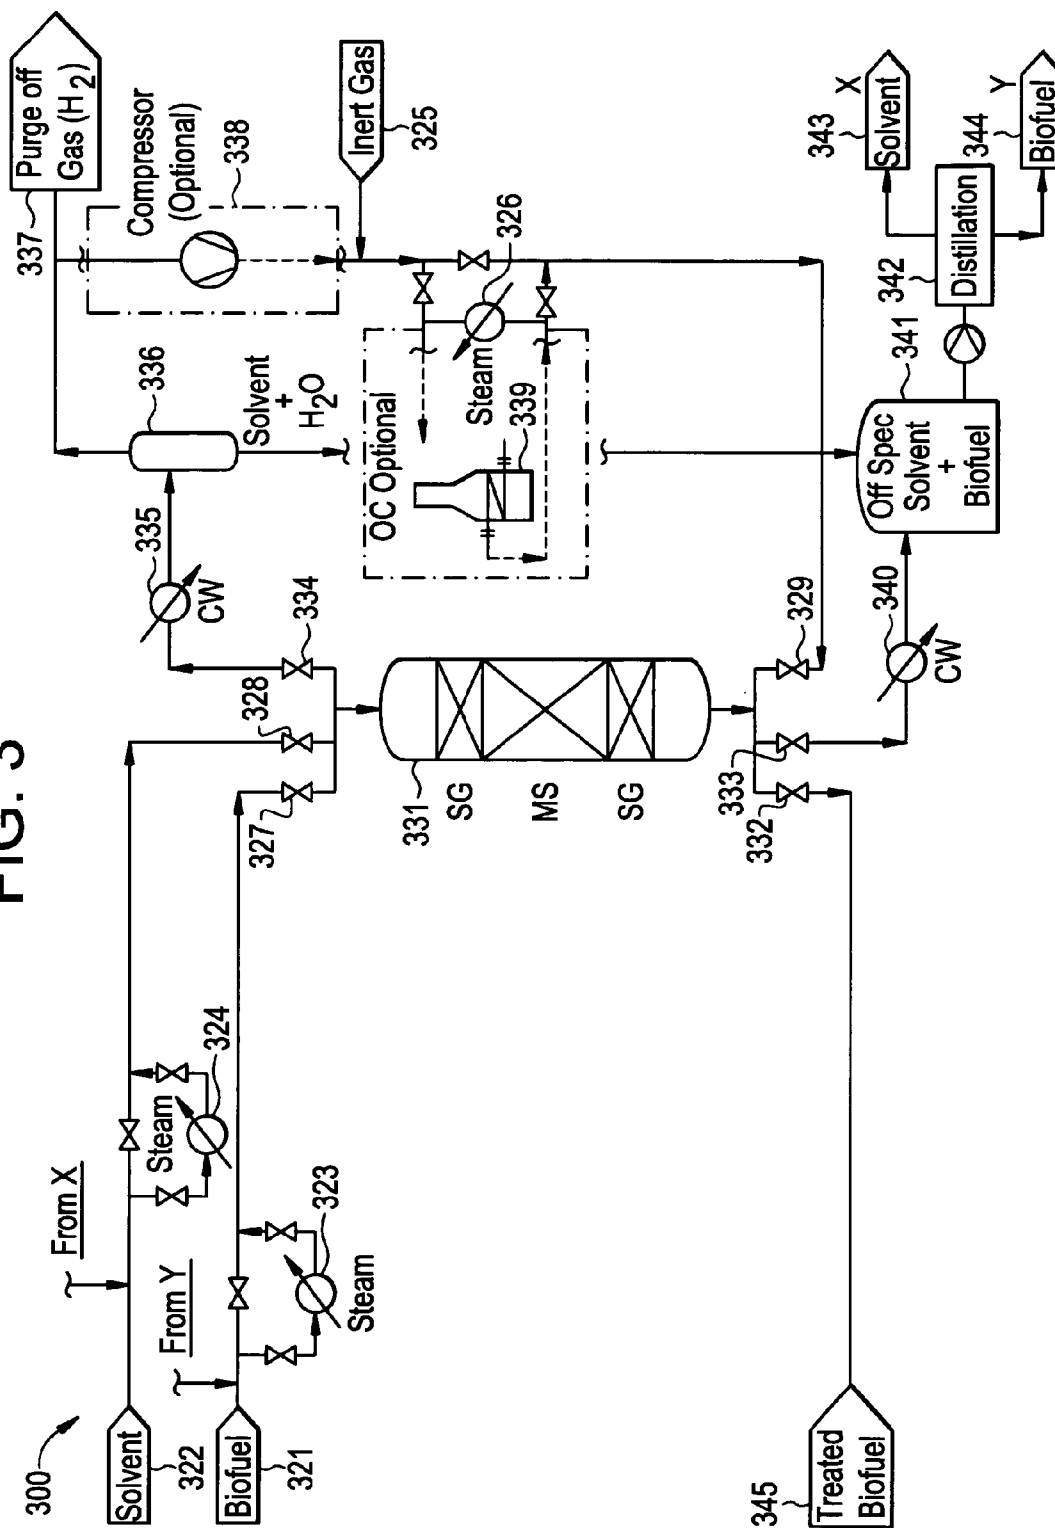 FIG. 3
300
Solvent
322
Biofuel
321
From X
From Y
Steam
324
323
Steam
327
328
334
335
CW
336
Solvent
+
H2O
337
Purge off
Gas (H2)
Compressor
(Optional)
338
Inert Gas
325
326
Steam
OC Optional
339
331
SG
MS
SG
332
333
329
340
CW
341
Off Spec
Solvent
+
Biofuel
342
Distillation
343
Solvent
X
344
Biofuel
Y
345
Treated
Biofuel